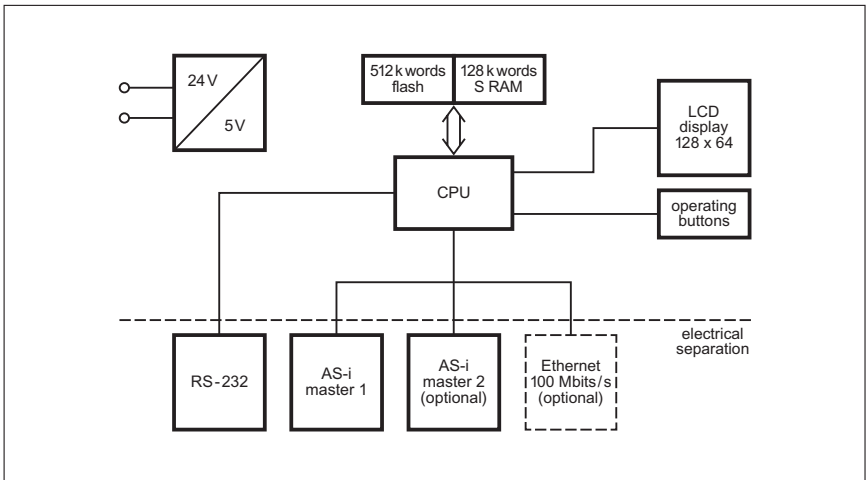 24 V
5 V
512 k words
flash
128 k words
S RAM
LCD
display
128 x 64
CPU
operating
buttons
electrical
separation
RS-232
AS-i
master 1
AS-i
master 2
(optional)
Ethernet
100 Mbits/s
(optional)